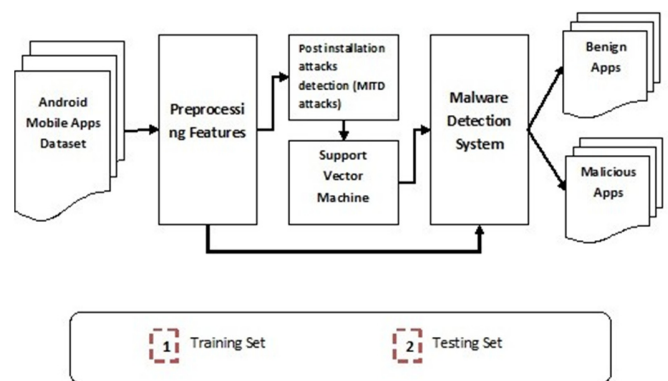 Android
Mobile Apps
Dataset
Preprocessi
ng Features
Post installation
attacks
detection (MITD
attacks)
Support
Vector
Machine
Malware
Detection
System
Benign
Apps
Malicious
Apps
1 Training Set
2 Testing Set